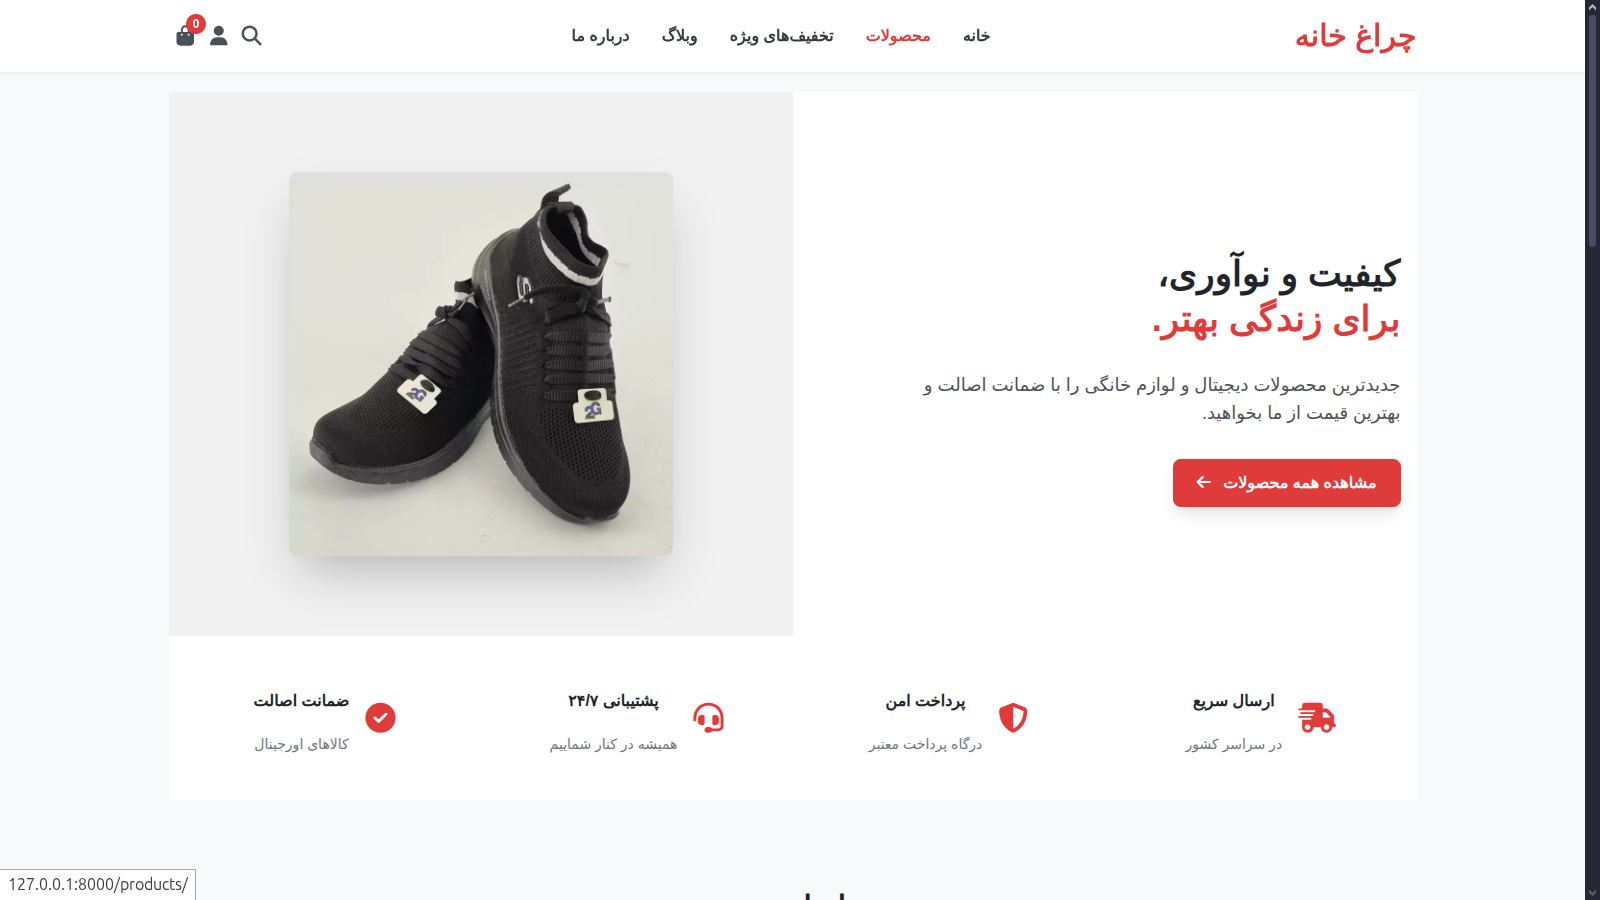 چراغ خانه
خانه
محصولات
تخفیف‌های ویژه
وبلاگ
درباره ما
0
کیفیت و نوآوری،
برای زندگی بهتر.
جدیدترین محصولات دیجیتال و لوازم خانگی را با ضمانت اصالت و
بهترین قیمت از ما بخواهید.
مشاهده همه محصولات
2G
2G
ارسال سریع
در سراسر کشور
پرداخت امن
درگاه پرداخت معتبر
پشتیبانی ۲۴/۷
همیشه در کنار شماییم
ضمانت اصالت
کالاهای اورجینال
127.0.0.1:8000/products/